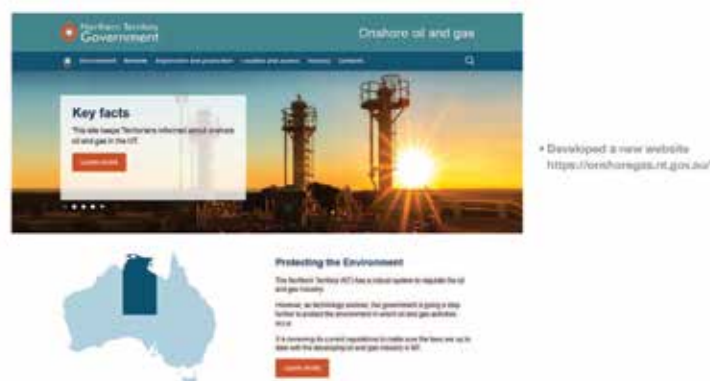 Northern Territory
Government
Onshore oil and gas
Environment
Exploration and production
Location and access
Industry
Contacts
Key facts
This site keeps Territorians informed about onshore
oil and gas in the NT.
Learn more
• Developed a new website
https://onshoregas.nt.gov.au/
Protecting the Environment
The Northern Territory (NT) has a robust system to regulate the oil
and gas industry.
However, as technology evolves, the government is going a step
further to protect the environment in which oil and gas activities
occur.
It is reviewing its current regulations to make sure the laws are up to
date with the developing oil and gas industry in NT.
Learn more